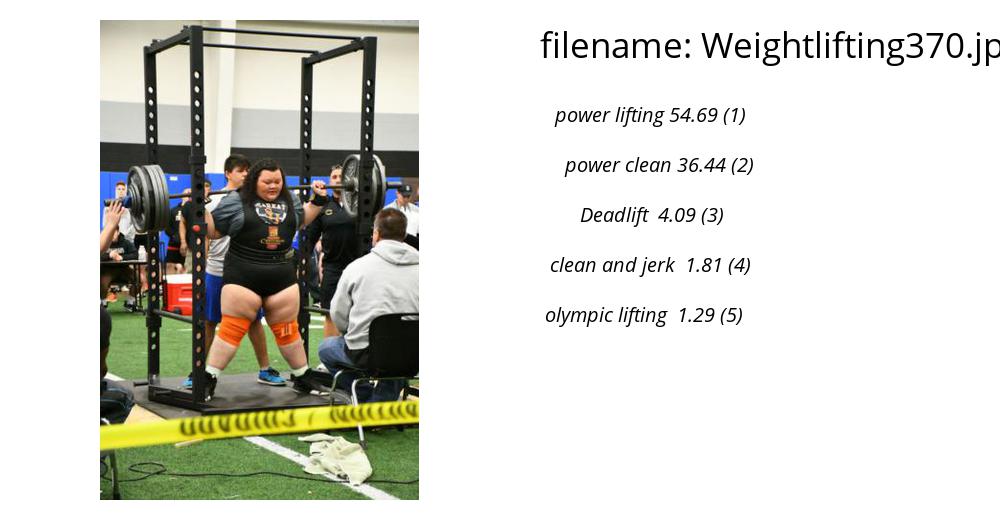 filename: Weightlifting370.jp
power lifting 54.69 (1)
power clean 36.44 (2)
Deadlift 4.09 (3)
clean and jerk 1.81 (4)
olympic lifting 1.29 (5)